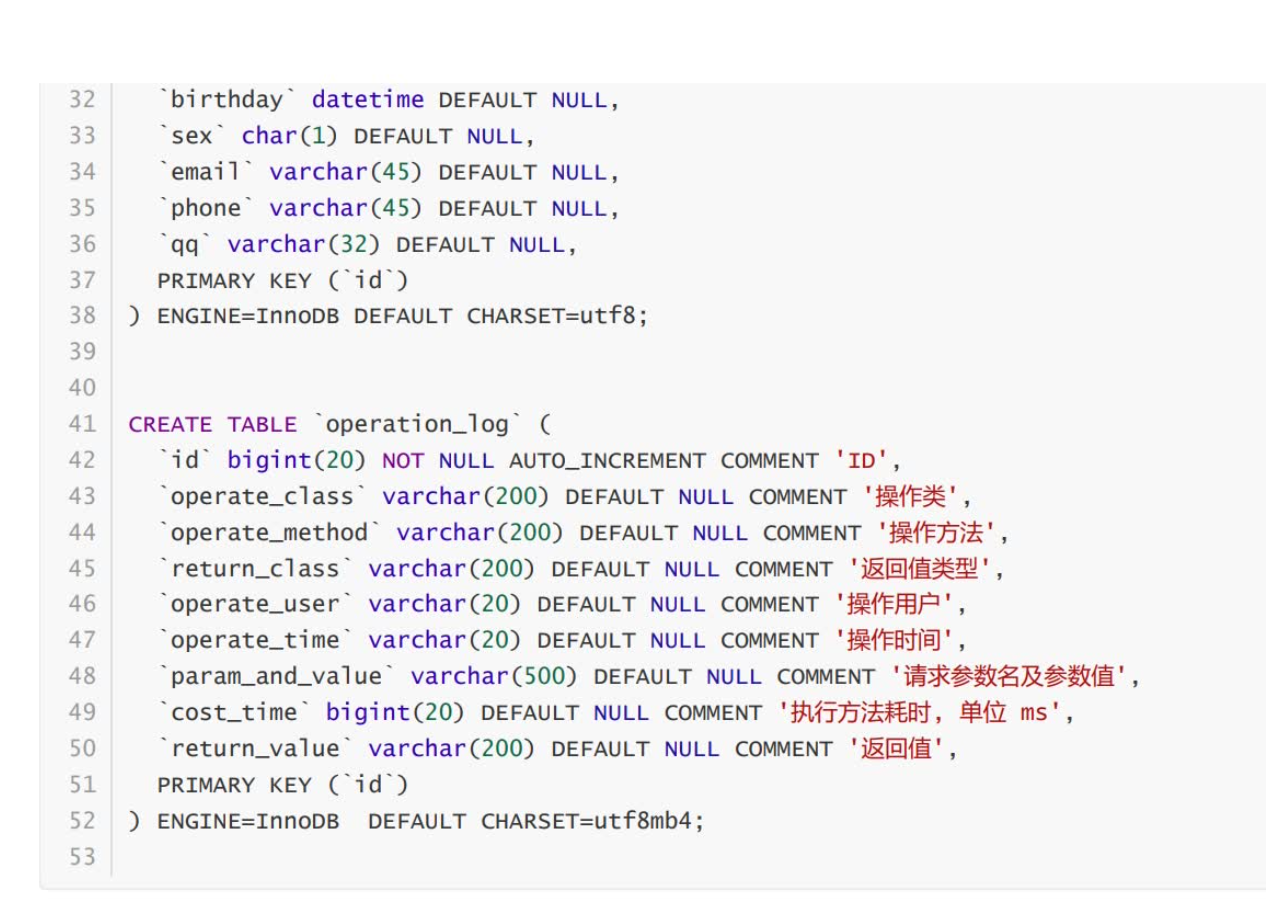 32 `birthday` datetime DEFAULT NULL,
33 `sex` char(1) DEFAULT NULL,
34 `email` varchar(45) DEFAULT NULL,
35 `phone` varchar(45) DEFAULT NULL,
36 `qq` varchar(32) DEFAULT NULL,
37 PRIMARY KEY (`id`)
38 ) ENGINE=InnoDB DEFAULT CHARSET=utf8;
39
40
41 CREATE TABLE `operation_log` (
42 `id` bigint(20) NOT NULL AUTO_INCREMENT COMMENT 'ID',
43 `operate_class` varchar(200) DEFAULT NULL COMMENT '操作类',
44 `operate_method` varchar(200) DEFAULT NULL COMMENT '操作方法',
45 `return_class` varchar(200) DEFAULT NULL COMMENT '返回值类型',
46 `operate_user` varchar(20) DEFAULT NULL COMMENT '操作用户',
47 `operate_time` varchar(20) DEFAULT NULL COMMENT '操作时间',
48 `param_and_value` varchar(500) DEFAULT NULL COMMENT '请求参数名及参数值',
49 `cost_time` bigint(20) DEFAULT NULL COMMENT '执行方法耗时, 单位 ms',
50 `return_value` varchar(200) DEFAULT NULL COMMENT '返回值',
51 PRIMARY KEY (`id`)
52 ) ENGINE=InnoDB  DEFAULT CHARSET=utf8mb4;
53